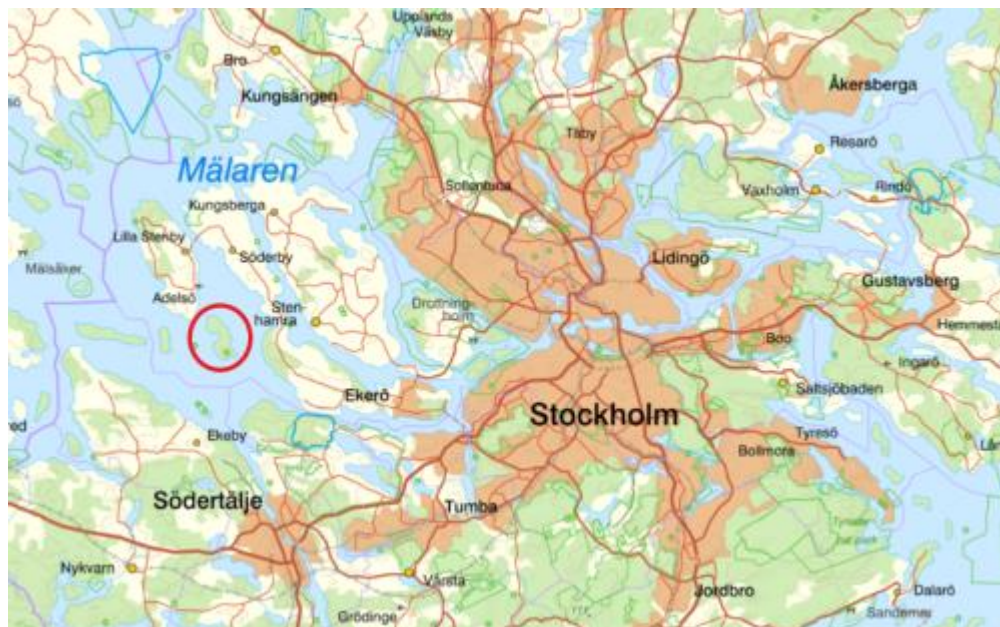 Upplands
Väsby
Bro
Kungsängen
Åkersberga
Täby
Resarö
Mälaren
Sollentuna
Vaxholm
Rindö
Kungsberga
Lilla Stenby
Söderby
Lidingö
Mälsåker
Gustavsberg
Adelsö
Sten-
hamra
Drottning-
holm
Hemmesta
Boo
Ingarö
Ekerö
Saltsjöbaden
Stockholm
Ekeby
Tyresö
Bollmora
Södertälje
Tumba
Nykvarn
Vårsta
Jordbro
Dalarö
Grödinge